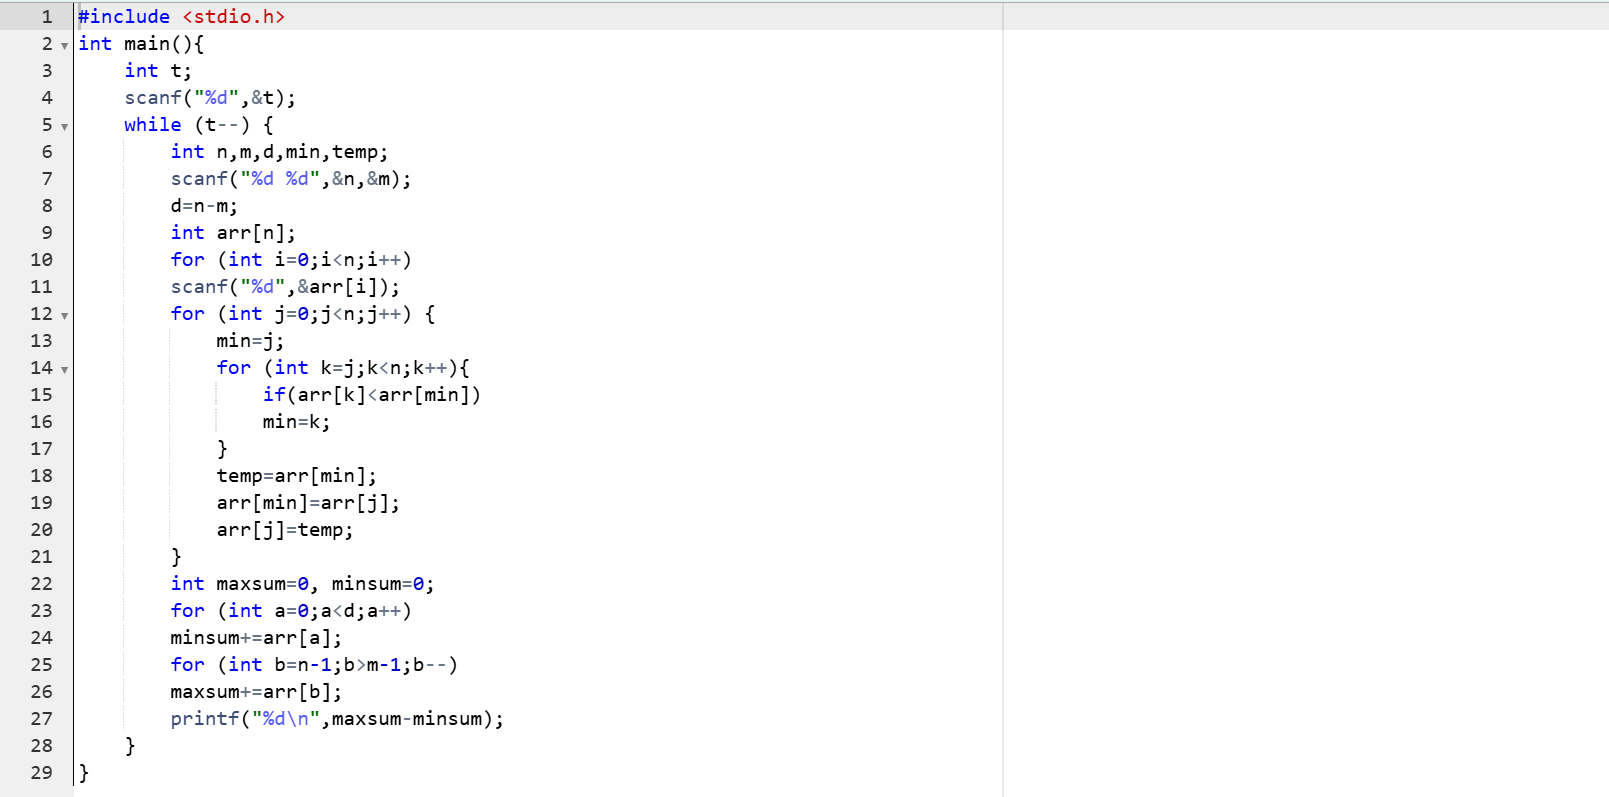 1 #include <stdio.h>
2 int main(){
3     int t;
4     scanf("%d",&t);
5     while (t--) {
6         int n,m,d,min,temp;
7         scanf("%d %d",&n,&m);
8         d=n-m;
9         int arr[n];
10         for (int i=0;i<n;i++)
11         scanf("%d",&arr[i]);
12         for (int j=0;j<n;j++) {
13             min=j;
14             for (int k=j;k<n;k++){
15                 if(arr[k]<arr[min])
16                 min=k;
17             }
18             temp=arr[min];
19             arr[min]=arr[j];
20             arr[j]=temp;
21         }
22         int maxsum=0, minsum=0;
23         for (int a=0;a<d;a++)
24         minsum+=arr[a];
25         for (int b=n-1;b>m-1;b--)
26         maxsum+=arr[b];
27         printf("%d\n",maxsum-minsum);
28     }
29 }